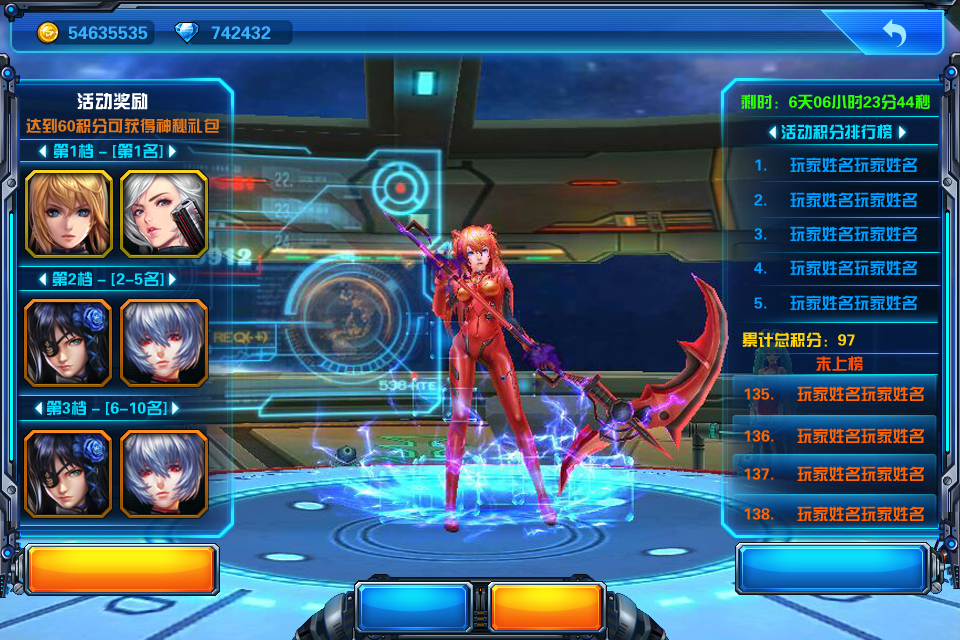 54635535 742432
活动奖励
达到60积分可获得神秘礼包
第1档 - [第1名]
第2档 - [2-5名]
第3档 - [6-10名]
22.
23.
24
REQ(-+)
剩时：6天06小时23分44秒
活动积分排行榜
1. 玩家姓名玩家姓名
2. 玩家姓名玩家姓名
3. 玩家姓名玩家姓名
4. 玩家姓名玩家姓名
5. 玩家姓名玩家姓名
累计总积分：97
未上榜
135. 玩家姓名玩家姓名
136. 玩家姓名玩家姓名
137. 玩家姓名玩家姓名
138. 玩家姓名玩家姓名